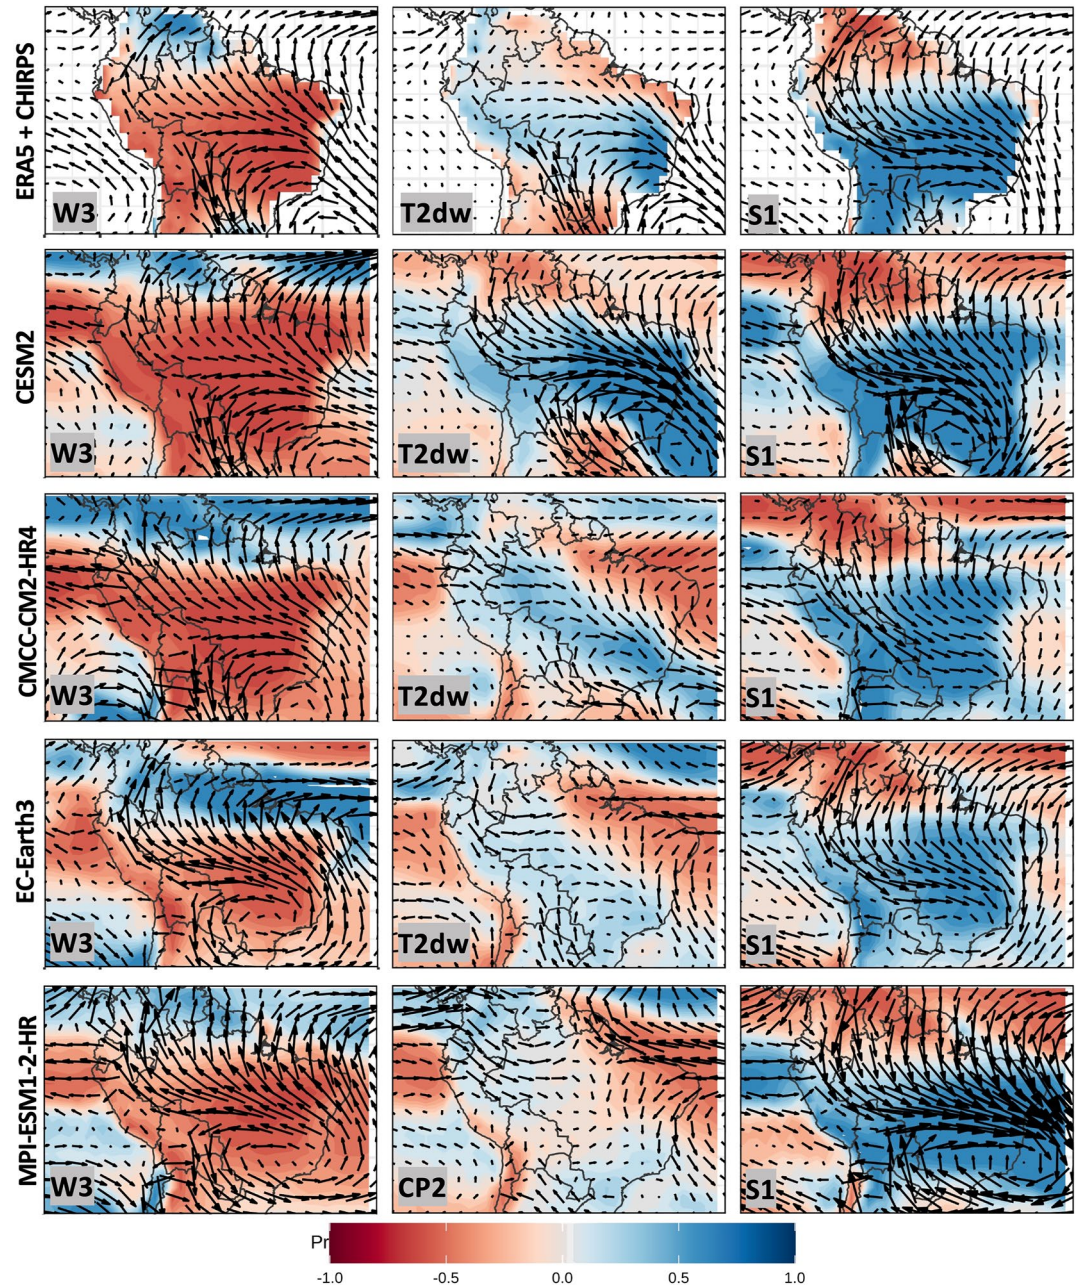 ERA5 + CHIRPS
W3
T2dw
S1
CESM2
W3
T2dw
S1
CMCC-CM2-HR4
W3
T2dw
S1
EC-Earth3
W3
T2dw
S1
MPI-ESM1-2-HR
W3
CP2
S1
Pr
-1.0 -0.5 0.0 0.5 1.0